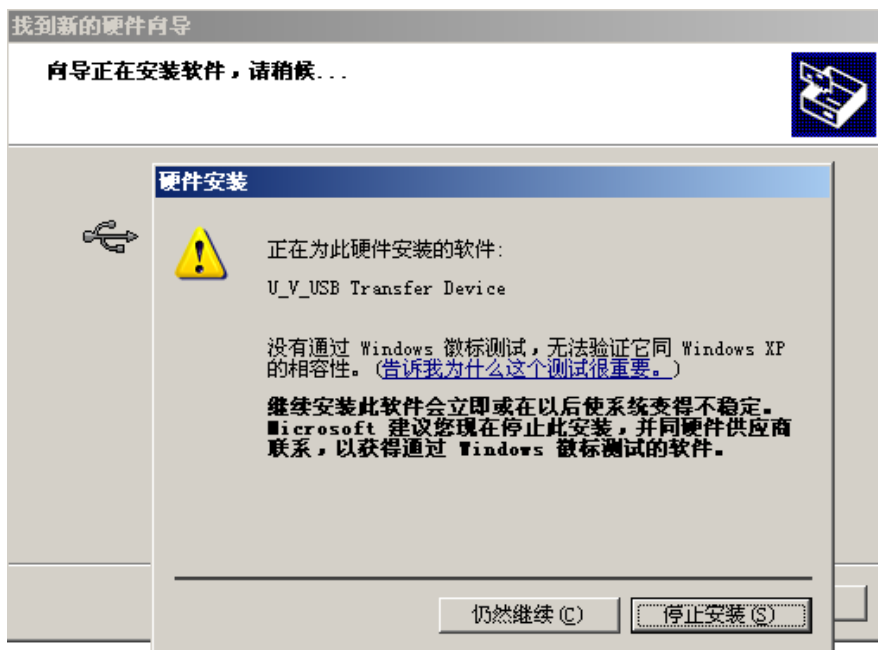 找到新的硬件向导
向导正在安装软件，请稍候...
硬件安装
正在为此硬件安装的软件:
U_V_USB Transfer Device
没有通过 Windows 徽标测试，无法验证它同 Windows XP
的相容性。(告诉我为什么这个测试很重要。)
继续安装此软件会立即或在以后使系统变得不稳定。
Microsoft 建议您现在停止此安装，并同硬件供应商
联系，以获得通过 Windows 徽标测试的软件。
仍然继续(C) 停止安装(S)